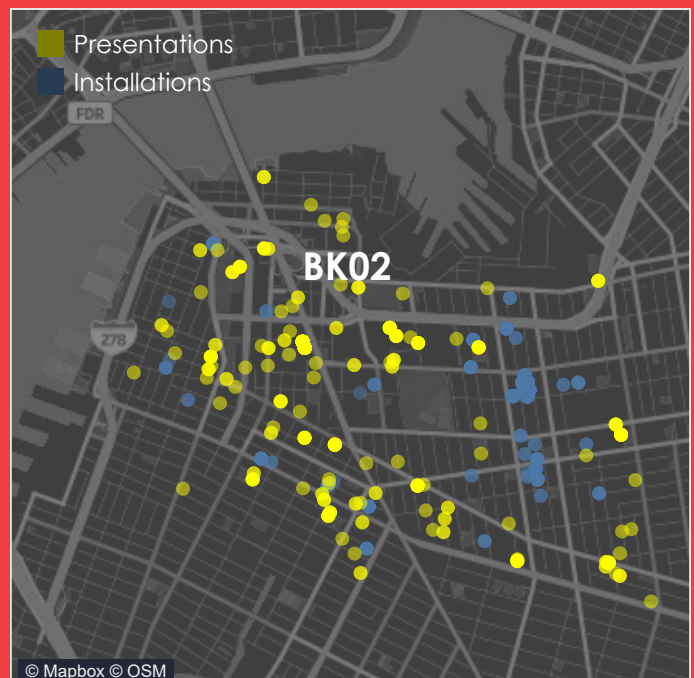 Presentations
Installations
FDR
BK02
278
© Mapbox © OSM